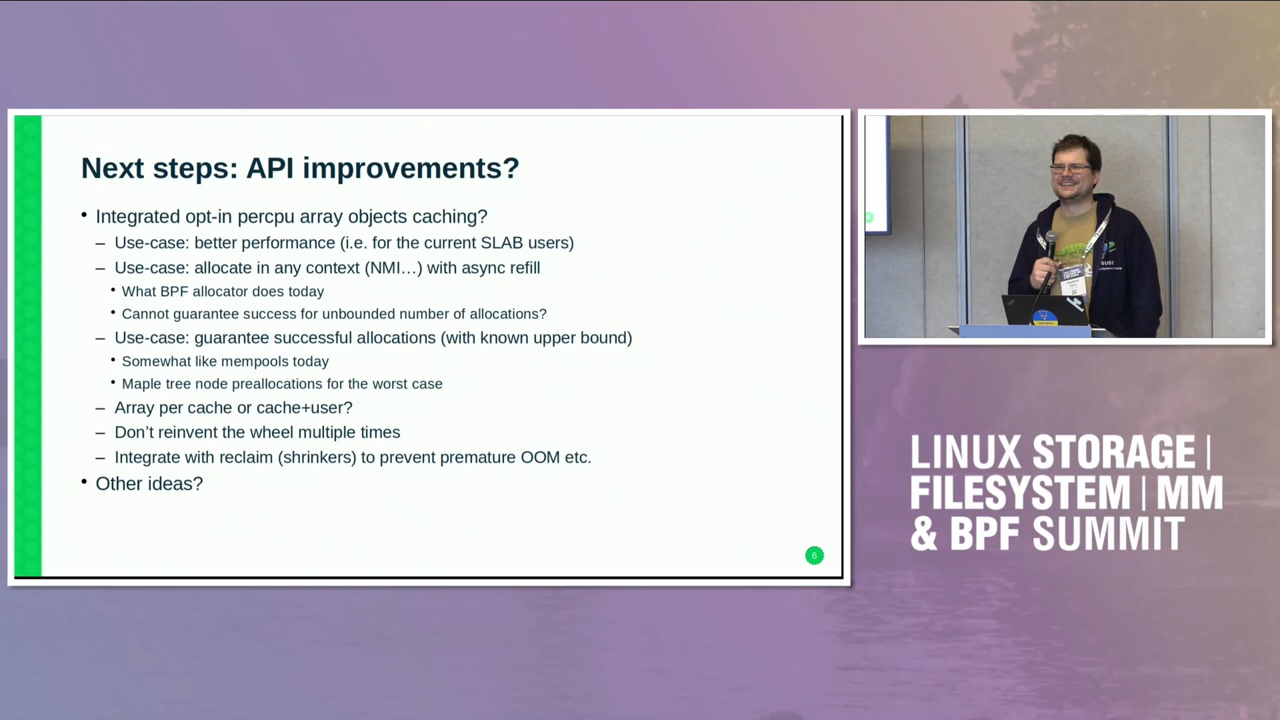 Next steps: API improvements?
• Integrated opt-in percpu array objects caching?
– Use-case: better performance (i.e. for the current SLAB users)
– Use-case: allocate in any context (NMI…) with async refill
• What BPF allocator does today
• Cannot guarantee success for unbounded number of allocations?
– Use-case: guarantee successful allocations (with known upper bound)
• Somewhat like mempools today
• Maple tree node preallocations for the worst case
– Array per cache or cache+user?
– Don’t reinvent the wheel multiple times
– Integrate with reclaim (shrinkers) to prevent premature OOM etc.
• Other ideas?
6
SUSE
LINUX STORAGE |
FILESYSTEM | MM
& BPF SUMMIT